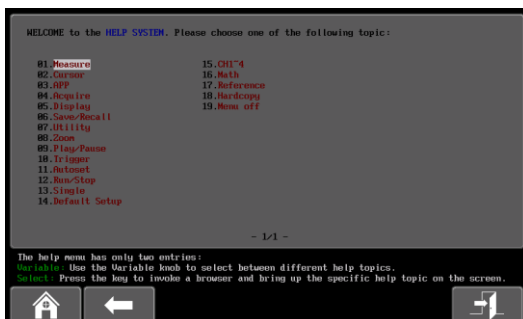 WELCOME to the HELP SYSTEM. Please choose one of the following topic:
01.Measure
02.Cursor
03.APP
04.Acquire
05.Display
06.Save/Recall
07.Utility
08.Zoom
09.Play/Pause
10.Trigger
11.Autoset
12.Run/Stop
13.Single
14.Default Setup
15.CH1~4
16.Math
17.Reference
18.Hardcopy
19.Menu off
- 1/1 -
The help menu has only two entries:
Variable: Use the Variable knob to select between different help topics.
Select: Press the key to invoke a browser and bring up the specific help topic on the screen.